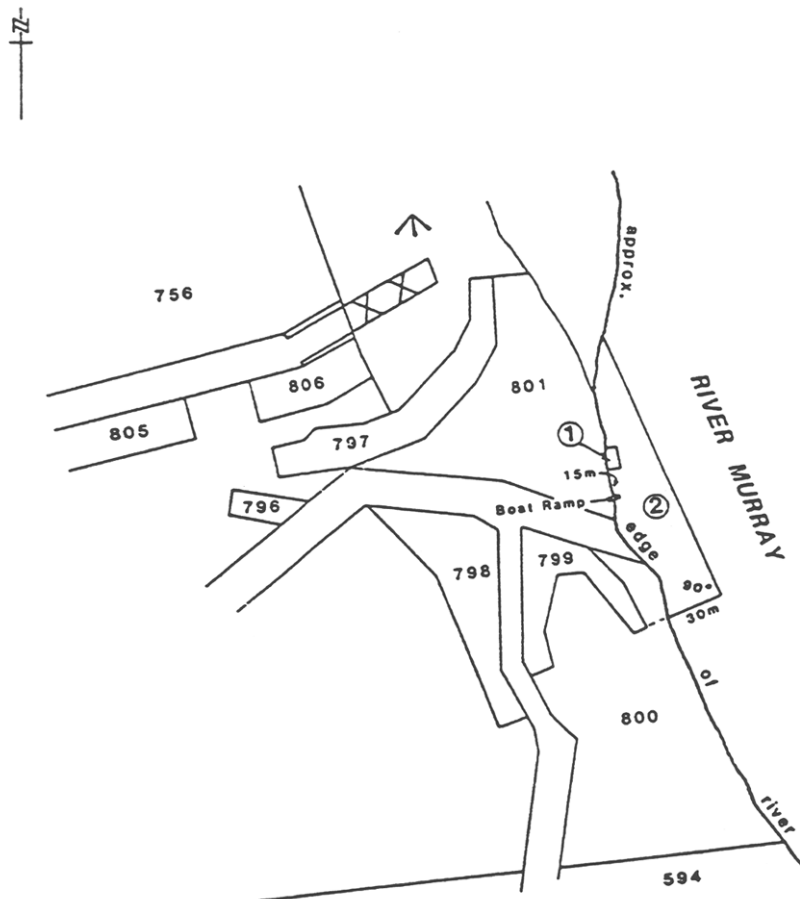 N
approx.
756
RIVER MURRAY
806
801
805
797
1
15m
796
Boat Ramp
2
edge
798
799
90°
30m
of
800
river
594